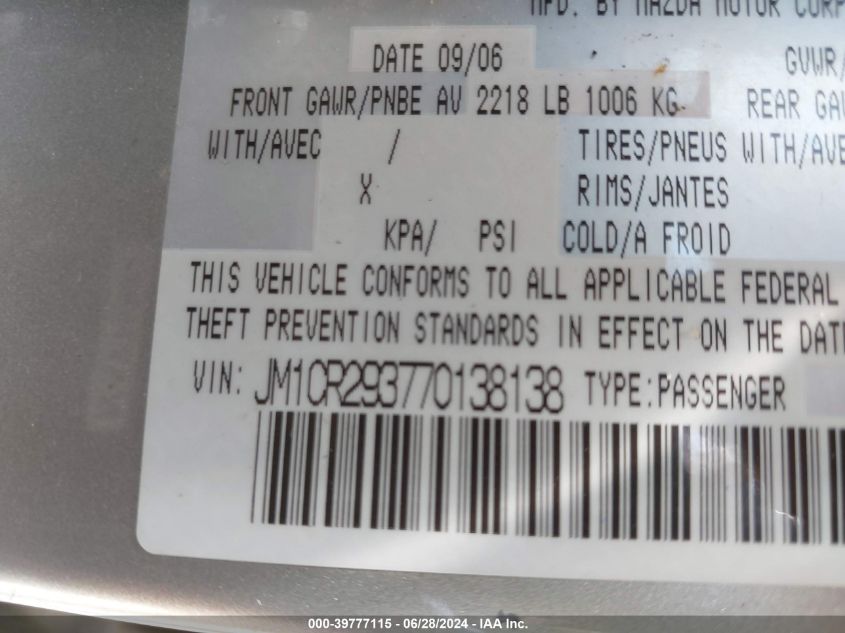 MFD. BY MAZDA MOTOR CORP
DATE 09/06 GVWR/
FRONT GAWR/PNBE AV 2218 LB 1006 KG REAR GAW
WITH/AVEC / TIRES/PNEUS WITH/AVE
X RIMS/JANTES
KPA/ PSI COLD/A FROID
THIS VEHICLE CONFORMS TO ALL APPLICABLE FEDERAL
THEFT PREVENTION STANDARDS IN EFFECT ON THE DATE
VIN: JM1CR293770138138 TYPE:PASSENGER
000-39777115 - 06/28/2024 - IAA Inc.